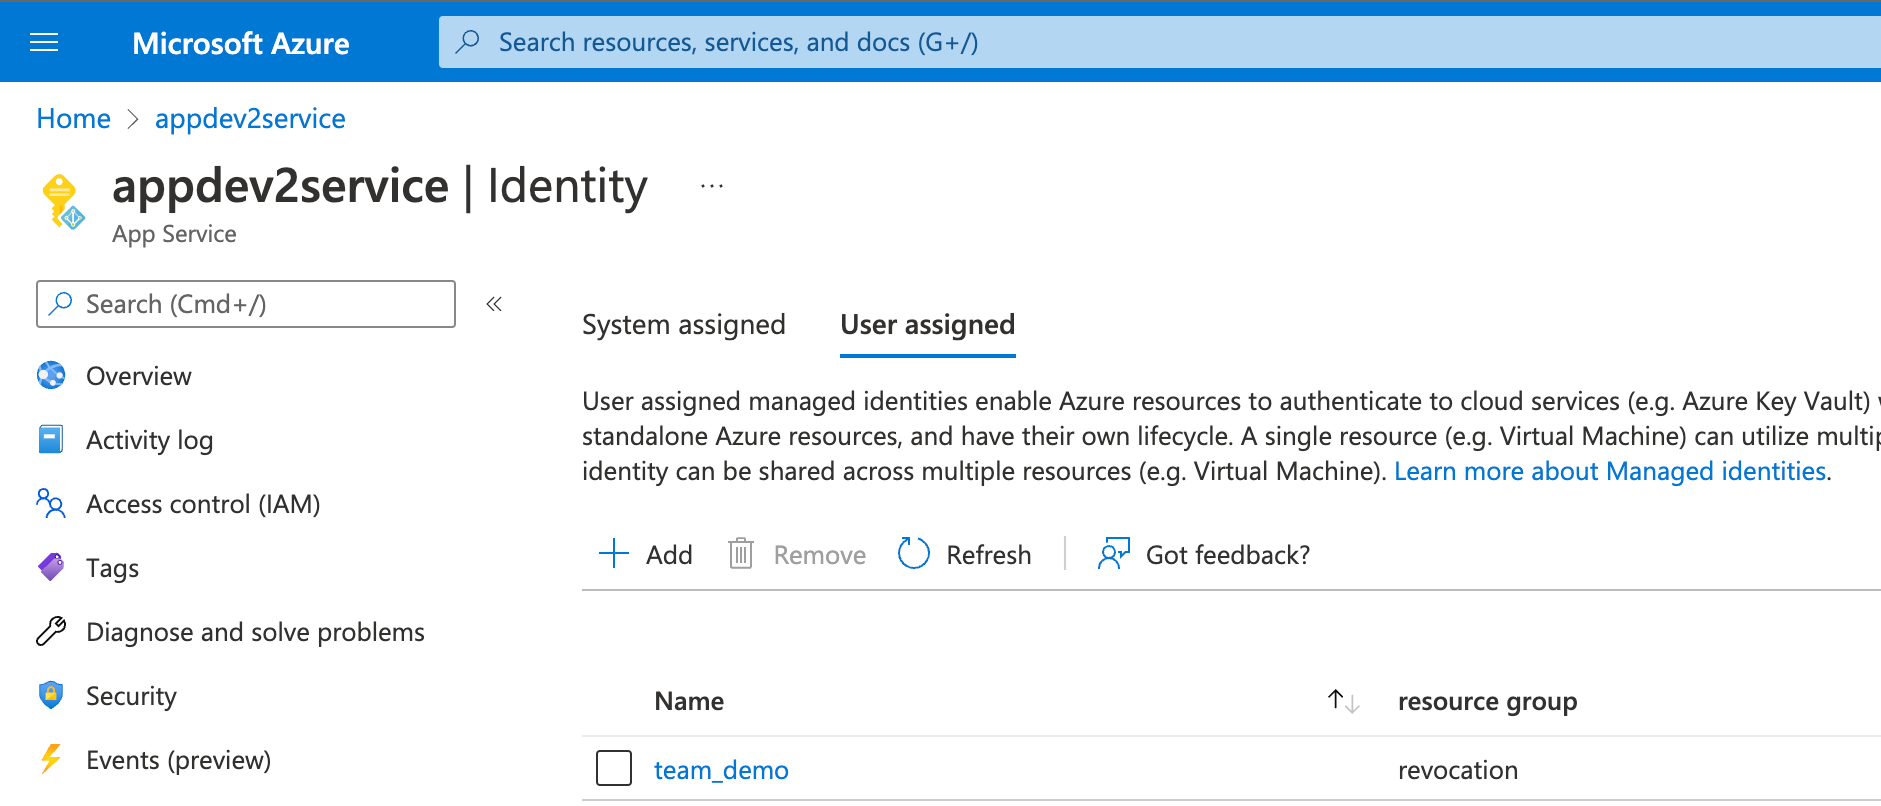 Microsoft Azure
Search resources, services, and docs (G+/)
Home > appdev2service
appdev2service | Identity ...
App Service
Search (Cmd+/)
«
Overview
Activity log
Access control (IAM)
Tags
Diagnose and solve problems
Security
Events (preview)
System assigned User assigned
User assigned managed identities enable Azure resources to authenticate to cloud services (e.g. Azure Key Vault)
standalone Azure resources, and have their own lifecycle. A single resource (e.g. Virtual Machine) can utilize
identity can be shared across multiple resources (e.g. Virtual Machine). Learn more about Managed identities.
Add Remove Refresh Got feedback?
Name ↑↓ resource group
team_demo revocation